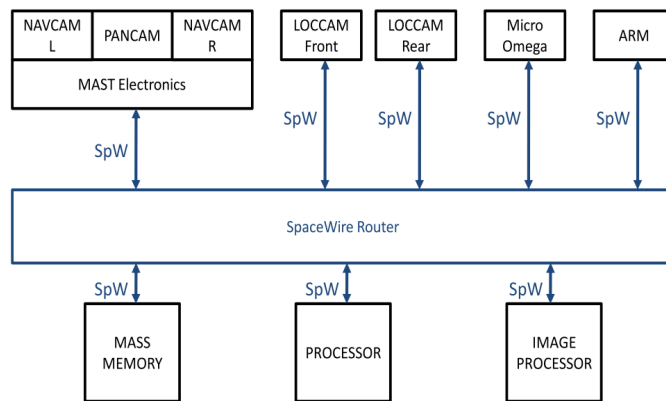 NAVCAM
L
PANCAM
NAVCAM
R
MAST Electronics
LOCCAM
Front
LOCCAM
Rear
Micro
Omega
ARM
SpW
SpW
SpW
SpW
SpW
SpaceWire Router
SpW
SpW
SpW
MASS
MEMORY
PROCESSOR
IMAGE
PROCESSOR